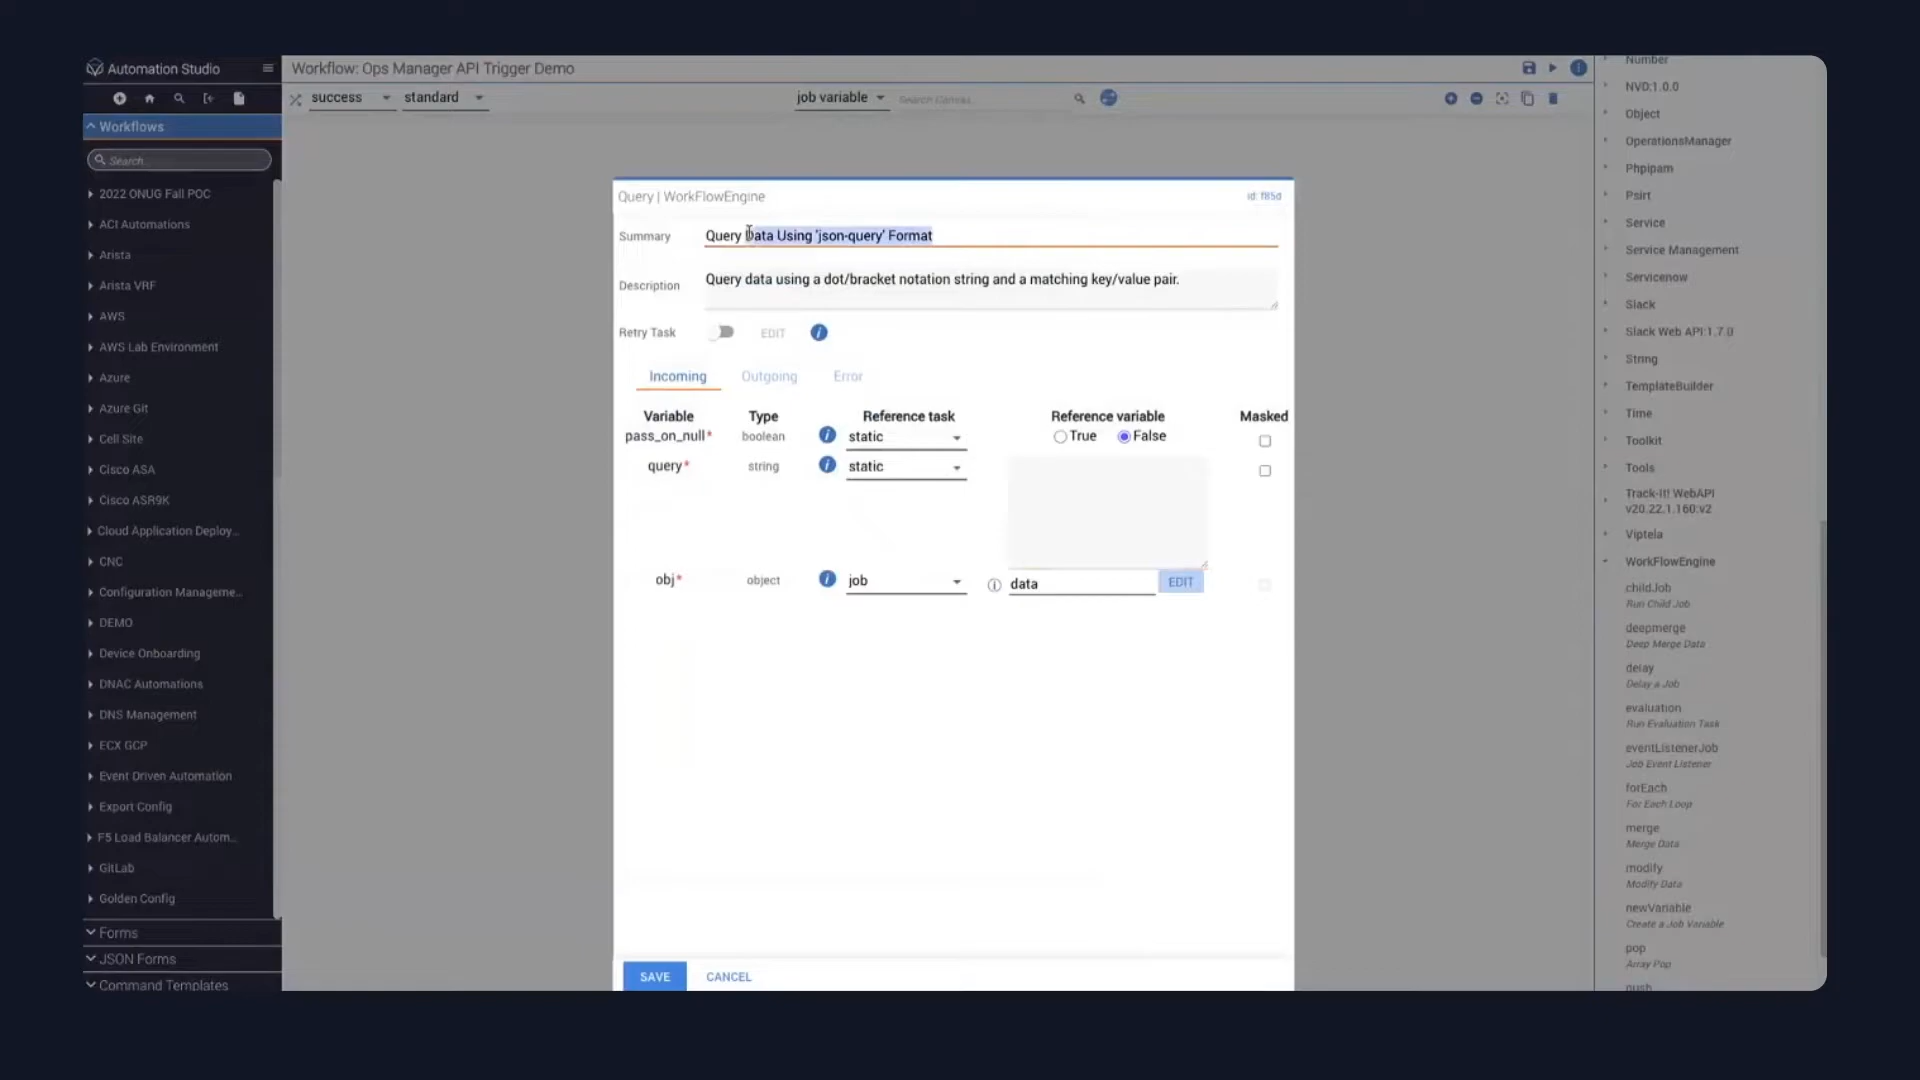 Automation Studio
Workflow: Ops Manager API Trigger Demo
success
standard
job variable
Search Canvas...
Workflows
Search...
2022 ONUG Fall POC
ACI Automations
Arista
Arista VRF
AWS
AWS Lab Environment
Azure
Azure Git
Cell Site
Cisco ASA
Cisco ASR9K
Cloud Application Deploy...
CNC
Configuration Manageme...
DEMO
Device Onboarding
DNAC Automations
DNS Management
ECX GCP
Event Driven Automation
Export Config
F5 Load Balancer Autom...
GitLab
Golden Config
Forms
JSON Forms
Command Templates
Query | WorkFlowEngine
id: f85d
Summary
Query Data Using 'json-query' Format
Description
Query data using a dot/bracket notation string and a matching key/value pair.
Retry Task
EDIT
Incoming
Outgoing
Error
Variable Type Reference task Reference variable Masked
pass_on_null* boolean static True False
query* string static
obj* object job data EDIT
SAVE
CANCEL
Number
NVD:1.0.0
Object
OperationsManager
Phpipam
Psirt
Service
Service Management
Servicenow
Slack
Slack Web API:1.7.0
String
TemplateBuilder
Time
Toolkit
Tools
Track-It! WebAPI
v20.22.1.160:v2
Viptela
WorkFlowEngine
childJob
Run Child Job
deepmerge
Deep Merge Data
delay
Delay a Job
evaluation
Run Evaluation Task
eventListenerJob
Job Event Listener
forEach
For Each Loop
merge
Merge Data
modify
Modify Data
newVariable
Create a Job Variable
pop
Array Pop
push